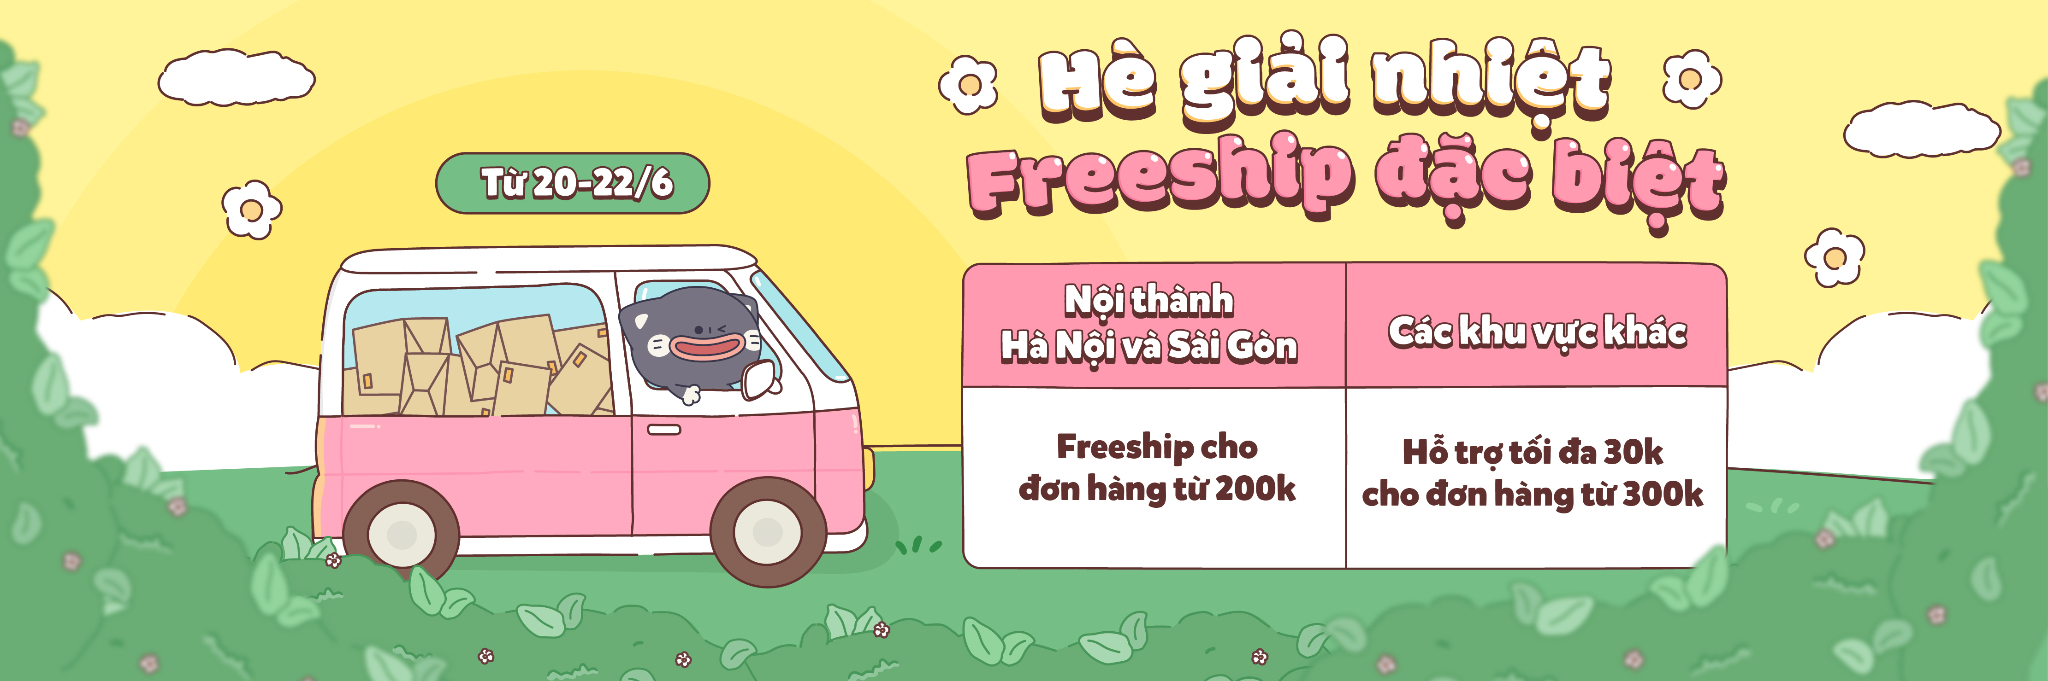 Hè giải nhiệt
Freeship đặc biệt
Từ 20-22/6
Nội thành
Hà Nội và Sài Gòn
Các khu vực khác
Freeship cho
đơn hàng từ 200k
Hỗ trợ tối đa 30k
cho đơn hàng từ 300k